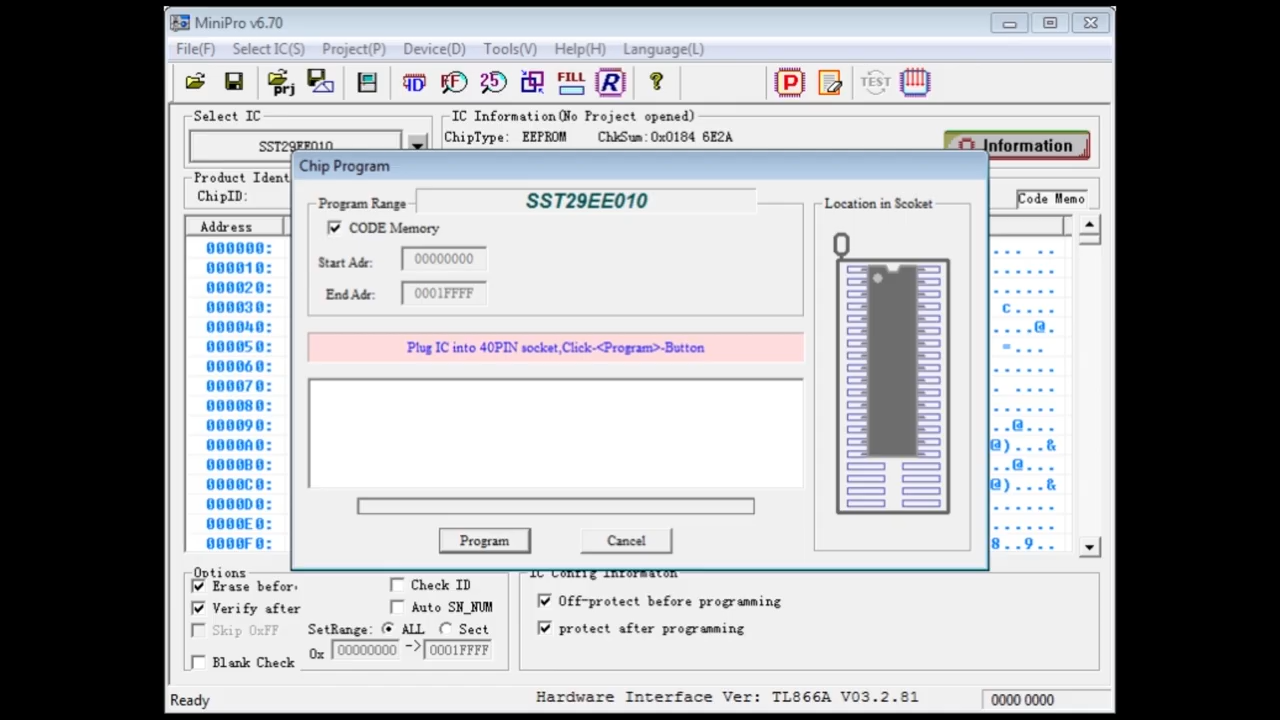 MiniPro v6.70
File(F) Select IC(S) Project(P) Device(D) Tools(V) Help(H) Language(L)
prj FILL R ? P TEST
Select IC
SST29EE010
IC Information(No Project opened)
ChipType: EEPROM ChkSum:0x0184 6E2A
Information
Product Ident
ChipID:
Code Memo
Address
000000:
000010:
000020:
000030:
000040:
000050:
000060:
000070:
000080:
000090:
0000A0:
0000B0:
0000C0:
0000D0:
0000E0:
0000F0:
... ..
......
......
c....
....@.
=...
......
. ....
......
..@...
@)...&
..@...
@)...&
......
......
8..9..
Chip Program
Program Range
SST29EE010
CODE Memory
Start Adr: 00000000
End Adr: 0001FFFF
Plug IC into 40PIN socket,Click-<Program>-Button
Program Cancel
Location in Scoket
Options
Erase befor
Verify after
Skip 0xFF
Blank Check
Check ID
Auto SN_NUM
SetRange: ALL Sect
0x 00000000 -> 0001FFFF
IC Config Informaton
Off-protect before programming
protect after programming
Ready
Hardware Interface Ver: TL866A V03.2.81
0000 0000